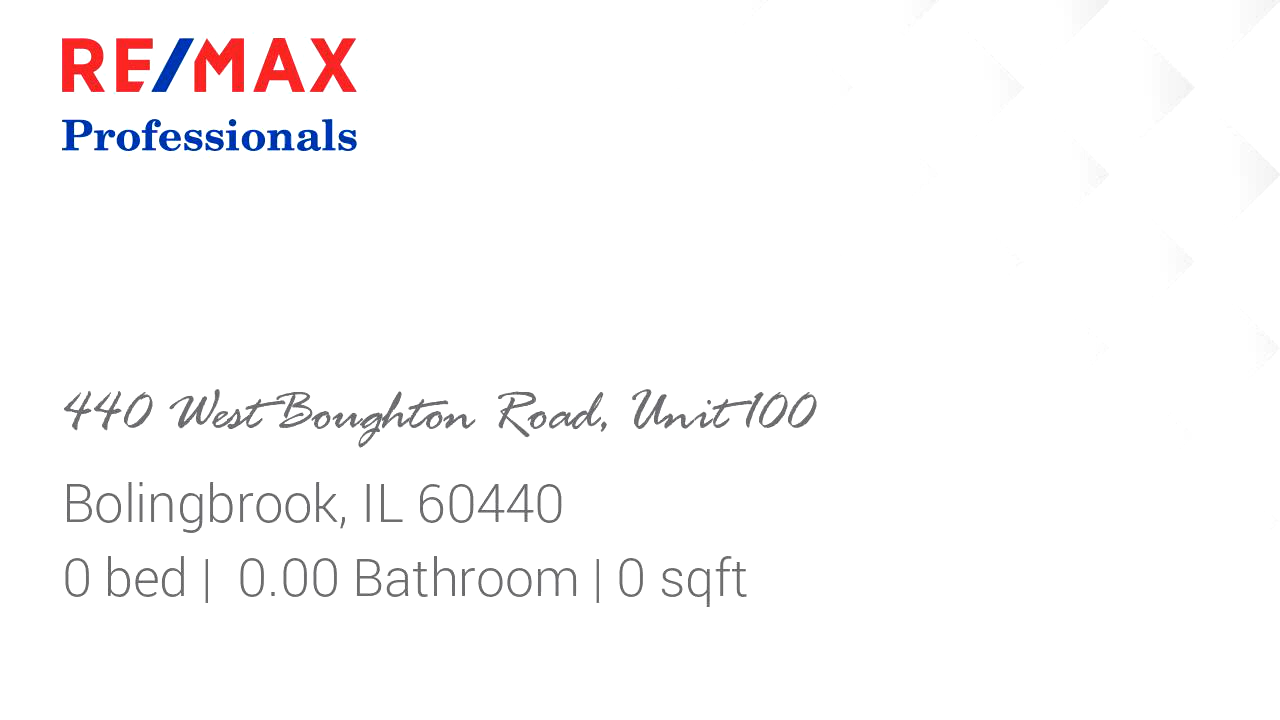 RE/MAX
Professionals
440 West Boughton Road, Unit 100
Bolingbrook, IL 60440
0 bed |  0.00 Bathroom | 0 sqft